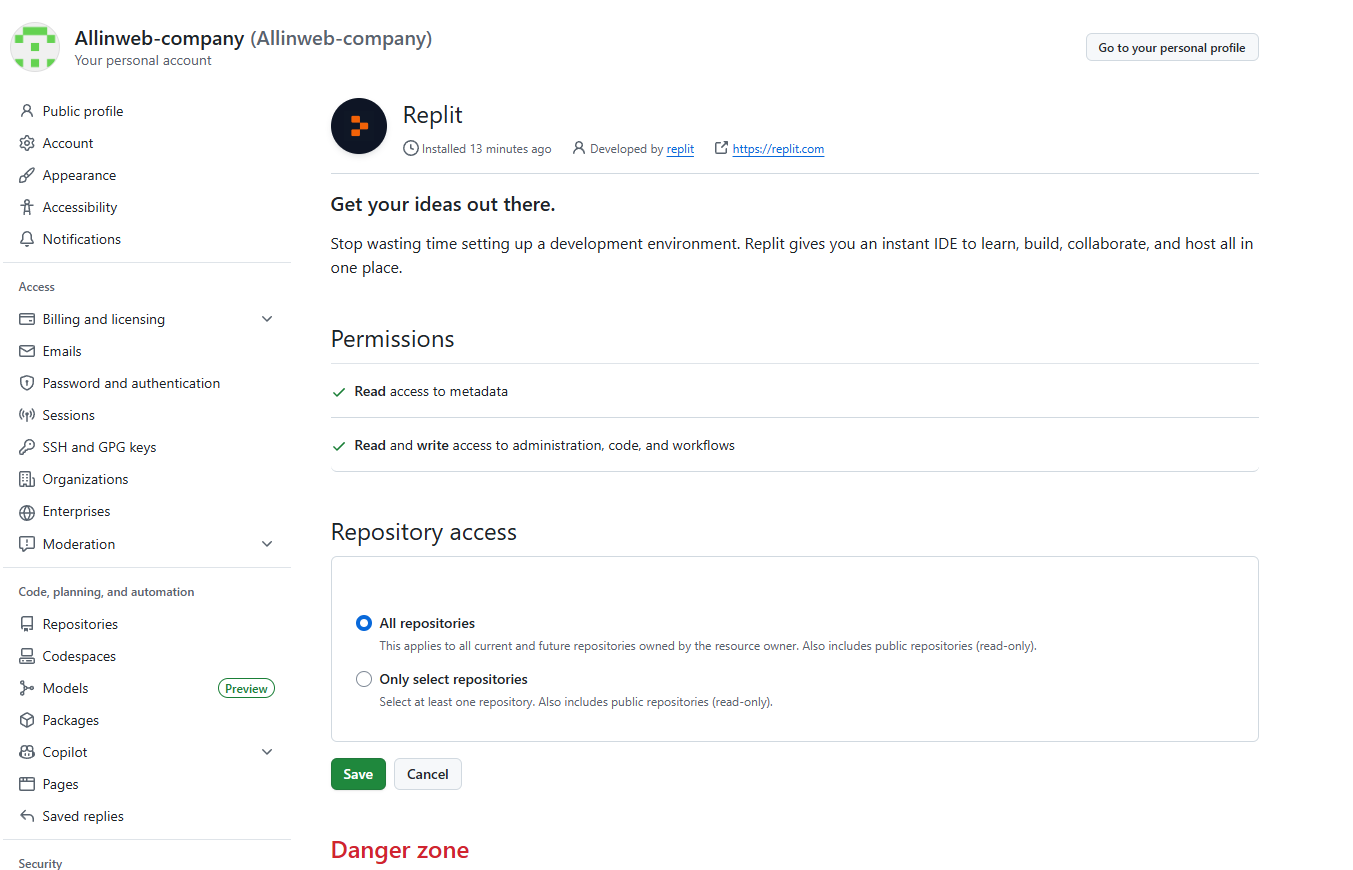 Allinweb-company (Allinweb-company)
Your personal account
Go to your personal profile
Public profile
Account
Appearance
Accessibility
Notifications
Access
Billing and licensing
Emails
Password and authentication
Sessions
SSH and GPG keys
Organizations
Enterprises
Moderation
Code, planning, and automation
Repositories
Codespaces
Models Preview
Packages
Copilot
Pages
Saved replies
Security
Replit
Installed 13 minutes ago Developed by replit https://replit.com
Get your ideas out there.
Stop wasting time setting up a development environment. Replit gives you an instant IDE to learn, build, collaborate, and host all in
one place.
Permissions
Read access to metadata
Read and write access to administration, code, and workflows
Repository access
All repositories
This applies to all current and future repositories owned by the resource owner. Also includes public repositories (read-only).
Only select repositories
Select at least one repository. Also includes public repositories (read-only).
Save Cancel
Danger zone